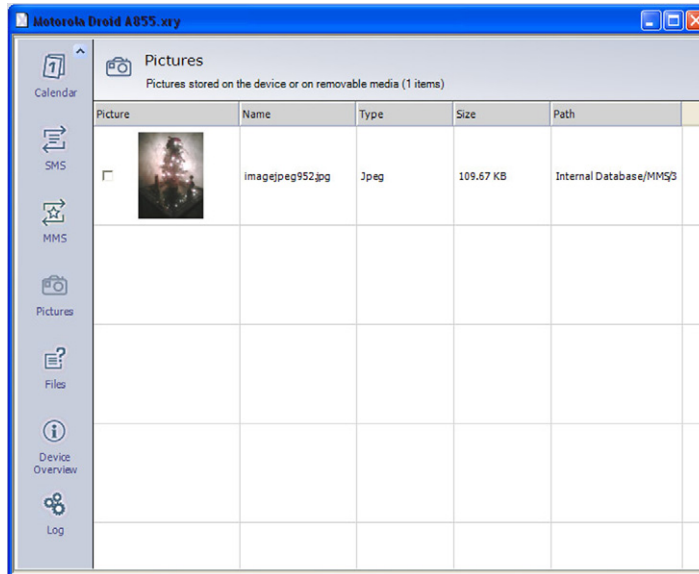 Motorola Droid A855.xry
Calendar
SMS
MMS
Pictures
Files
Device
Overview
Log
Pictures
Pictures stored on the device or on removable media (1 items)
Picture Name Type Size Path
imagejpeg952.jpg Jpeg 109.67 KB Internal Database/MMS/3